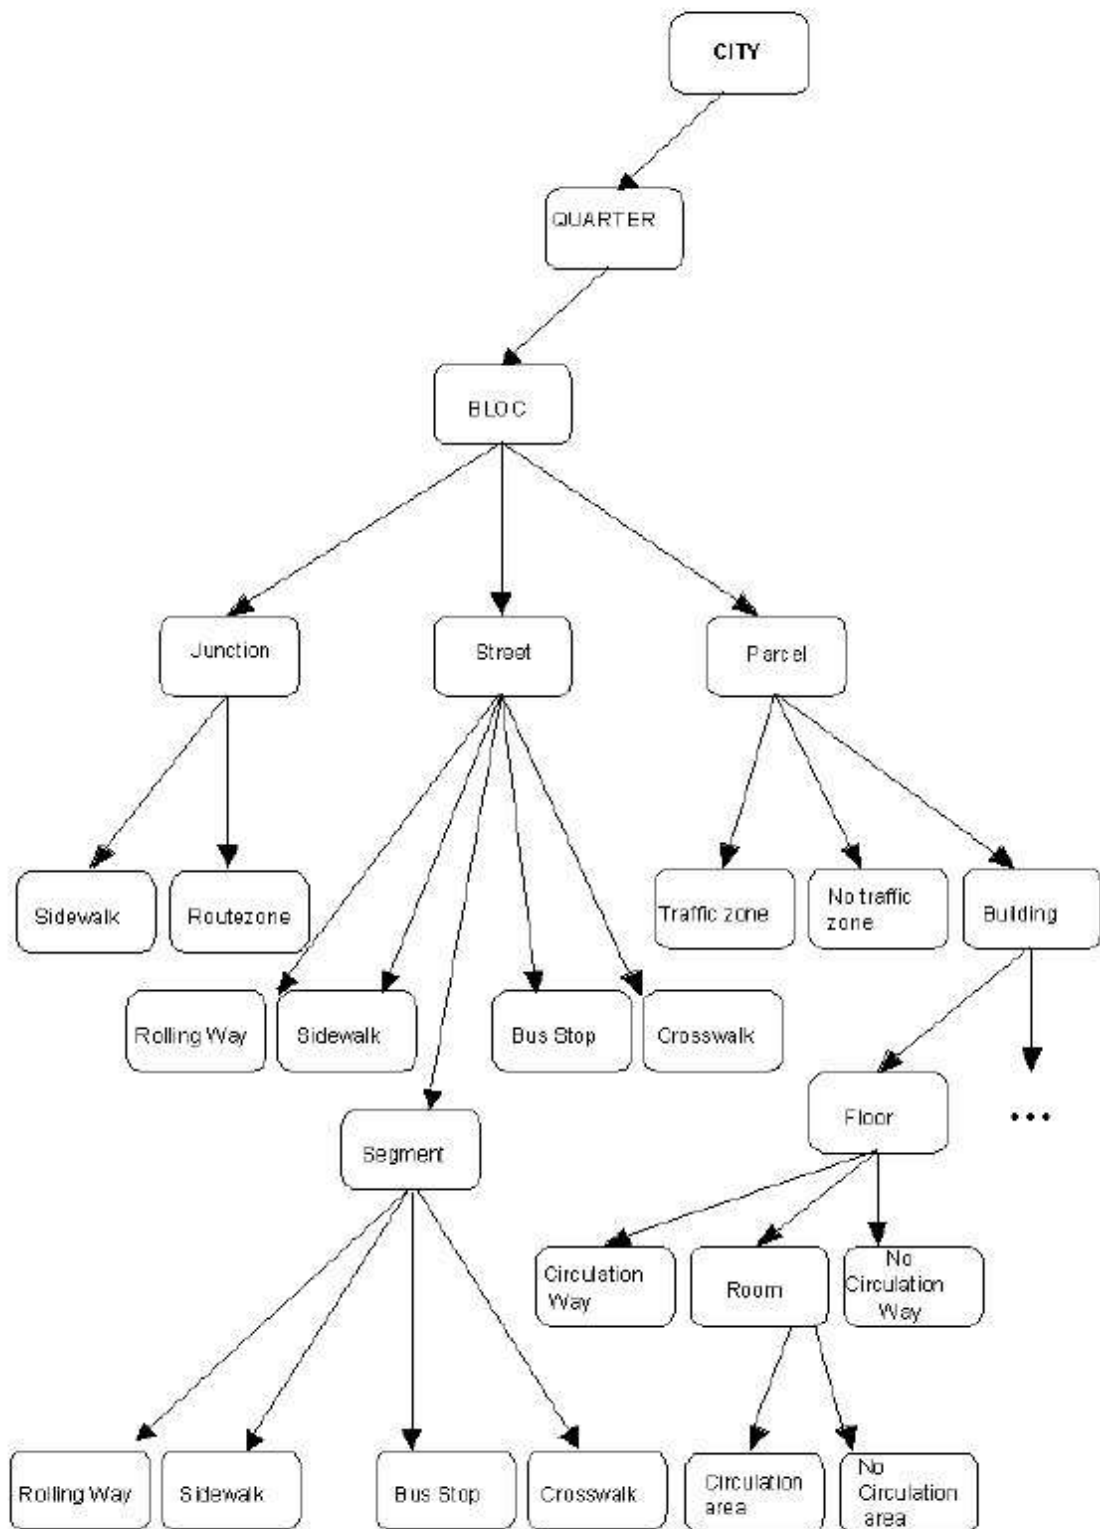 CITY
QUARTER
BLOC
Junction
Street
Parcel
Sidewalk
Routezone
Traffic zone
No traffic
zone
Building
Rolling Way
Sidewalk
Bus Stop
Crosswalk
Floor
...
Segment
Circulation
Way
Room
No
Circulation
Way
Rolling Way
Sidewalk
Bus Stop
Crosswalk
Circulation
area
No
Circulation
area